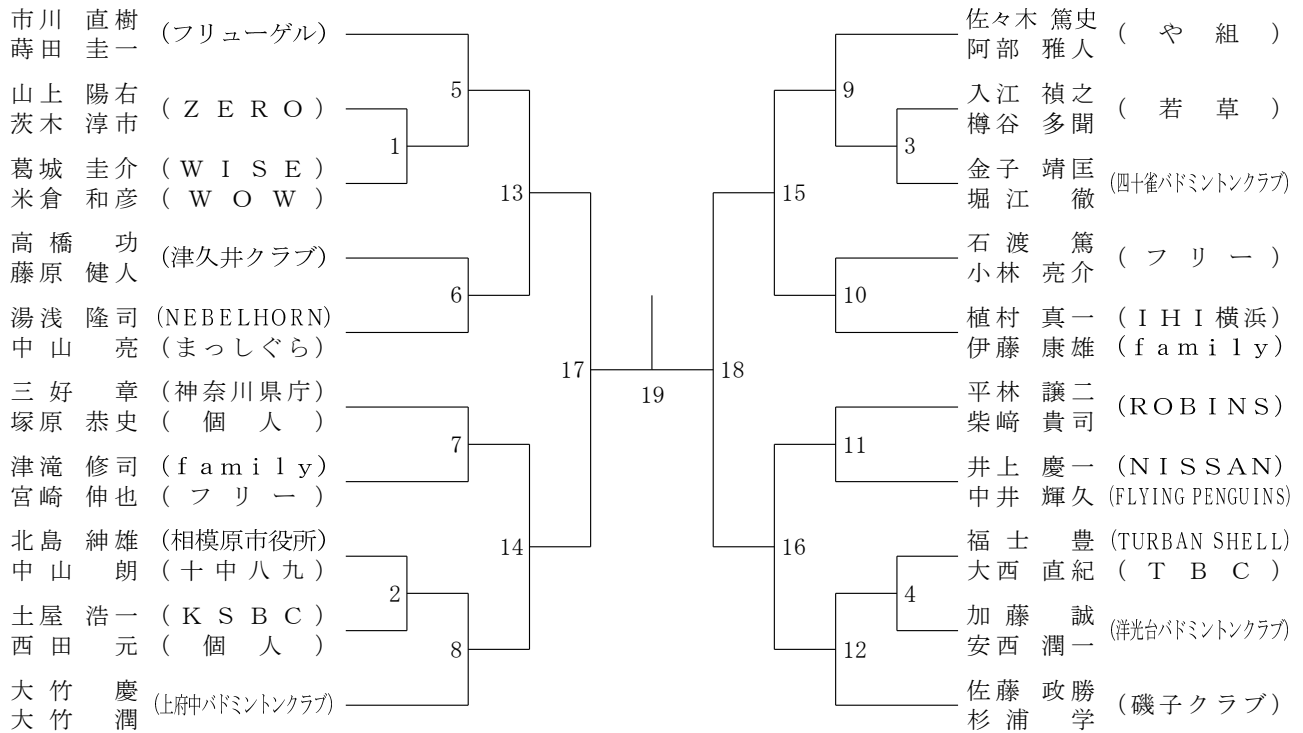 市川 直樹 (フリューゲル)
蒔田 圭一
山上 陽右 (ZERO)
茨木 淳市
葛城 圭介 (WISE)
米倉 和彦 (WOW)
高橋 功 (津久井クラブ)
藤原 健人
湯浅 隆司 (NEBELHORN)
中山 亮 (まっしぐら)
三好 章 (神奈川県庁)
塚原 恭史 (個人)
津滝 修司 (family)
宮崎 伸也 (フリー)
北島 紳雄 (相模原市役所)
中山 朗 (十中八九)
土屋 浩一 (KSBC)
西田 元 (個人)
大竹 慶 (上府中バドミントンクラブ)
大竹 潤
5
1
13
6
17
7
14
2
8
19
9
3
15
10
18
11
16
4
12
佐々木 篤史 (や組)
阿部 雅人
入江 禎之 (若草)
樽谷 多聞
金子 靖匡 (四十雀バドミントンクラブ)
堀江 徹
石渡 篤 (フリー)
小林 亮介
植村 真一 (IHI横浜)
伊藤 康雄 (family)
平林 譲二 (ROBINS)
柴﨑 貴司
井上 慶一 (NISSAN)
中井 輝久 (FLYING PENGUINS)
福士 豊 (TURBAN SHELL)
大西 直紀 (TBC)
加藤 誠 (洋光台バドミントンクラブ)
安西 潤一
佐藤 政勝 (磯子クラブ)
杉浦 学